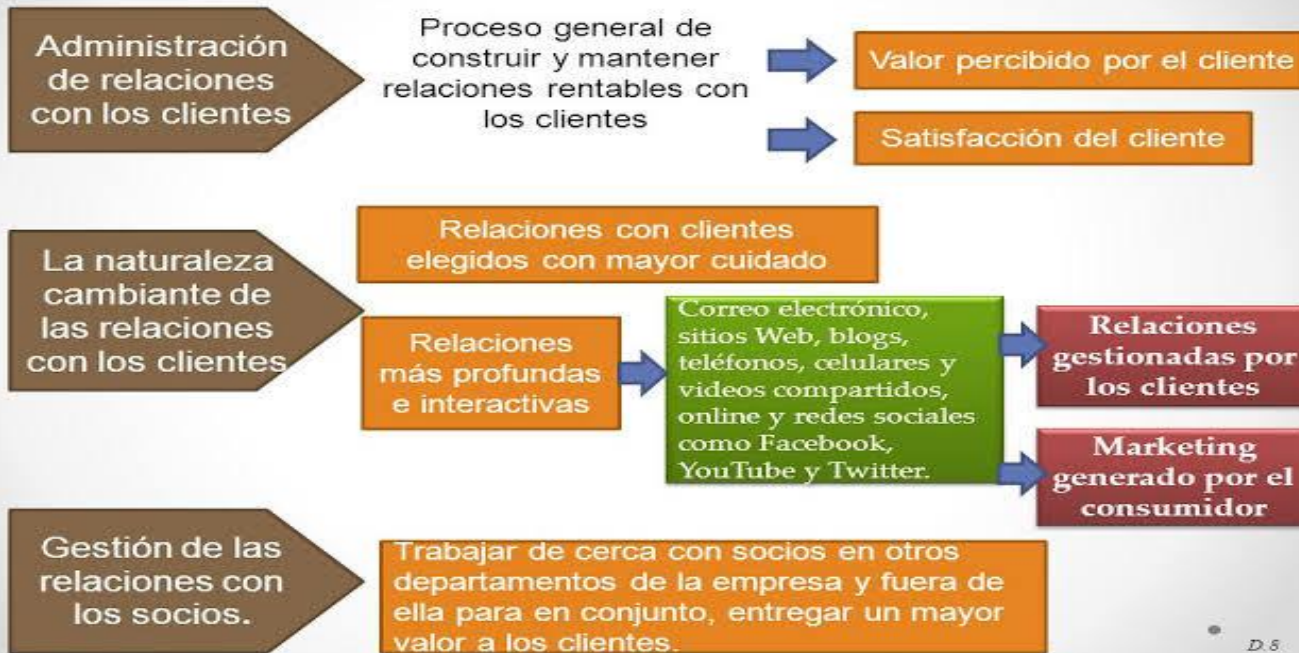 Administración
de relaciones
con los clientes
Proceso general de
construir y mantener
relaciones rentables con
los clientes
Valor percibido por el cliente
Satisfacción del cliente
La naturaleza
cambiante de
las relaciones
con los clientes
Relaciones con clientes
elegidos con mayor cuidado
Relaciones
más profundas
e interactivas
Correo electrónico,
sitios Web, blogs,
teléfonos, celulares y
videos compartidos,
online y redes sociales
como Facebook,
YouTube y Twitter.
Relaciones
gestionadas por
los clientes
Marketing
generado por el
consumidor
Gestión de las
relaciones con
los socios.
Trabajar de cerca con socios en otros
departamentos de la empresa y fuera de
ella para en conjunto, entregar un mayor
valor a los clientes.
D.8